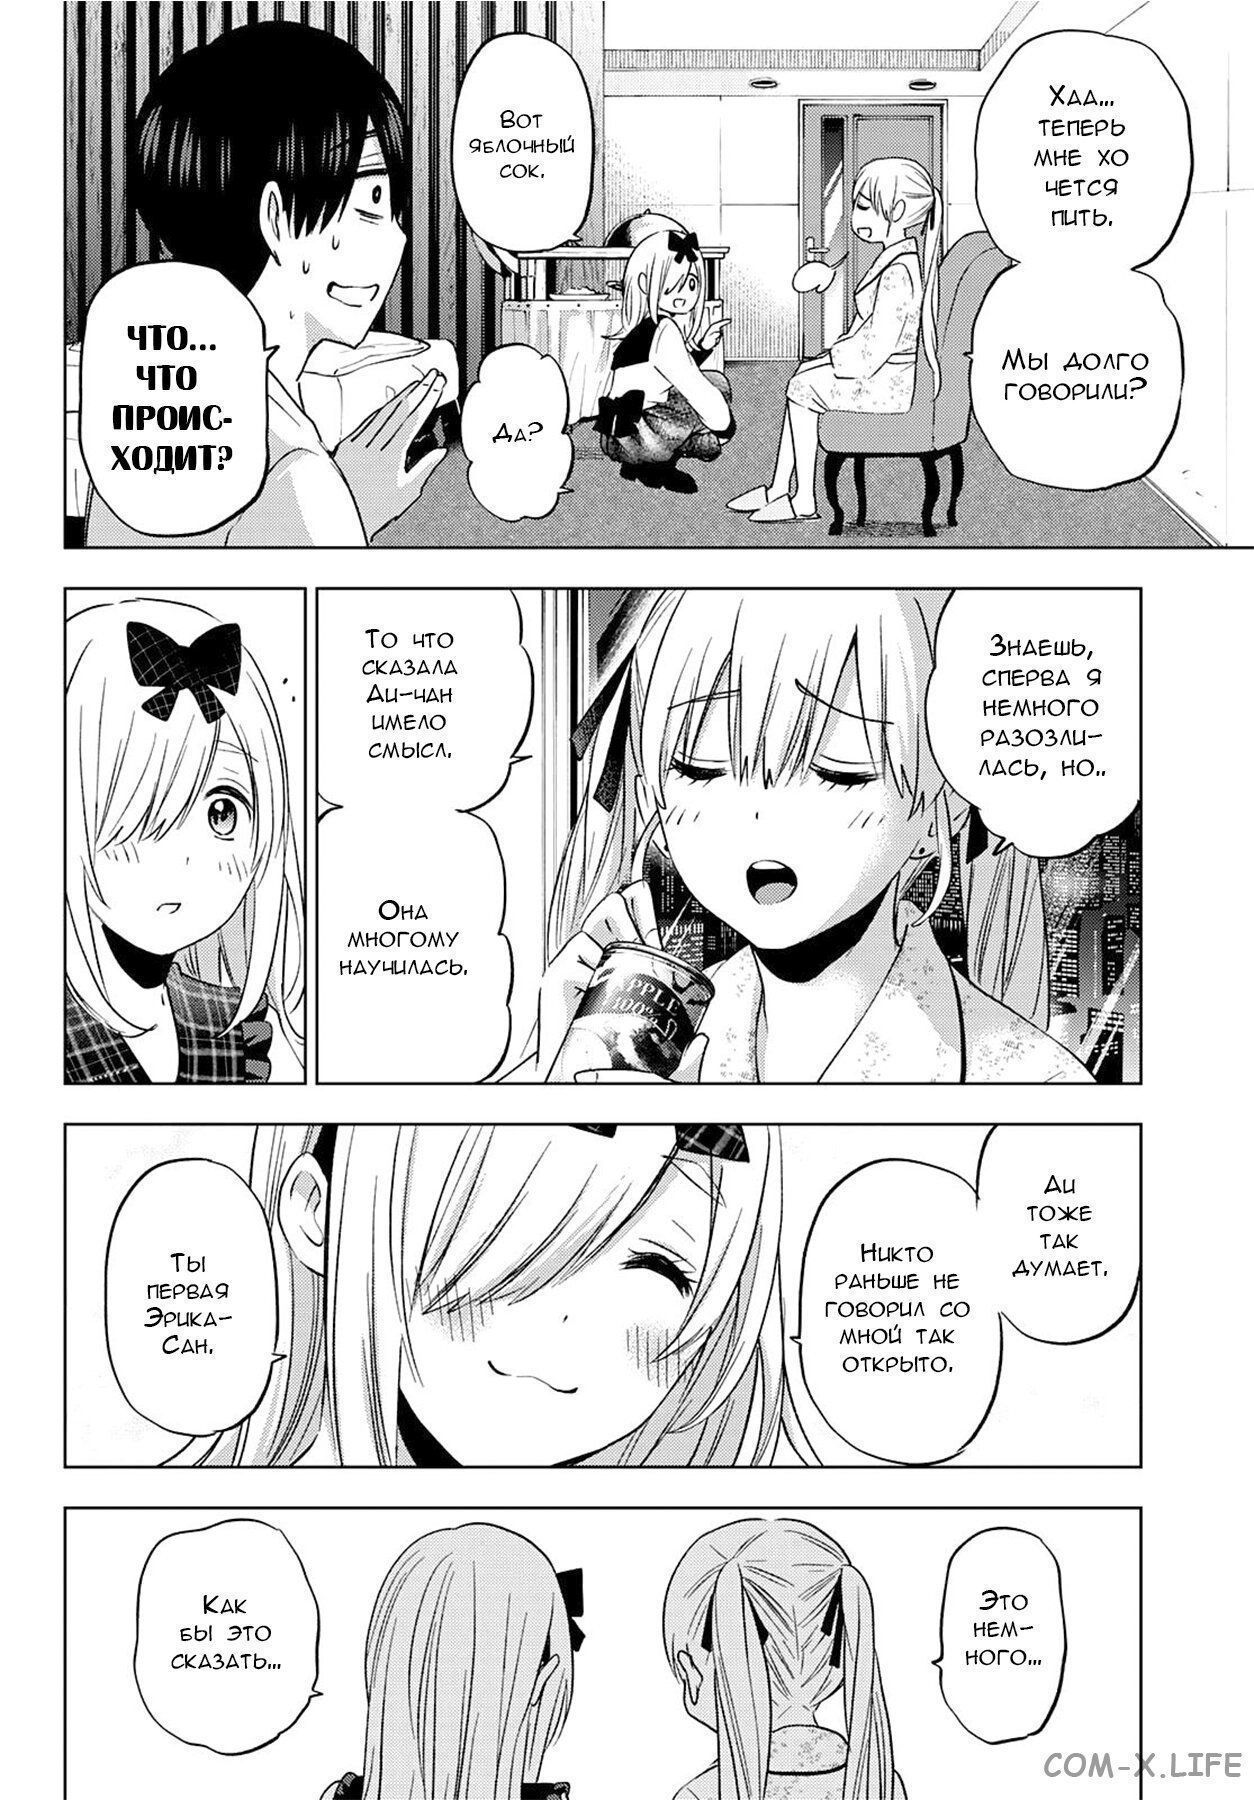 Хаа...
теперь
мне хо
чется
пить.
Мы долго
говорили?
Вот
яблочный
сок.
Да?
ЧТО...
ЧТО
ПРОИС-
ХОДИТ?
Знаешь,
сперва я
немного
разозли-
лась, но..
То что
сказала
Ди-чан
имело
смысл.
Она
многому
научилась.
APPLE
100%
Ди
тоже
так
думает.
Никто
раньше не
говорил со
мной так
открыто.
Ты
первая
Эрика-
Сан.
Это
нем-
ного...
Как
бы это
сказать...
COM-X.LIFE